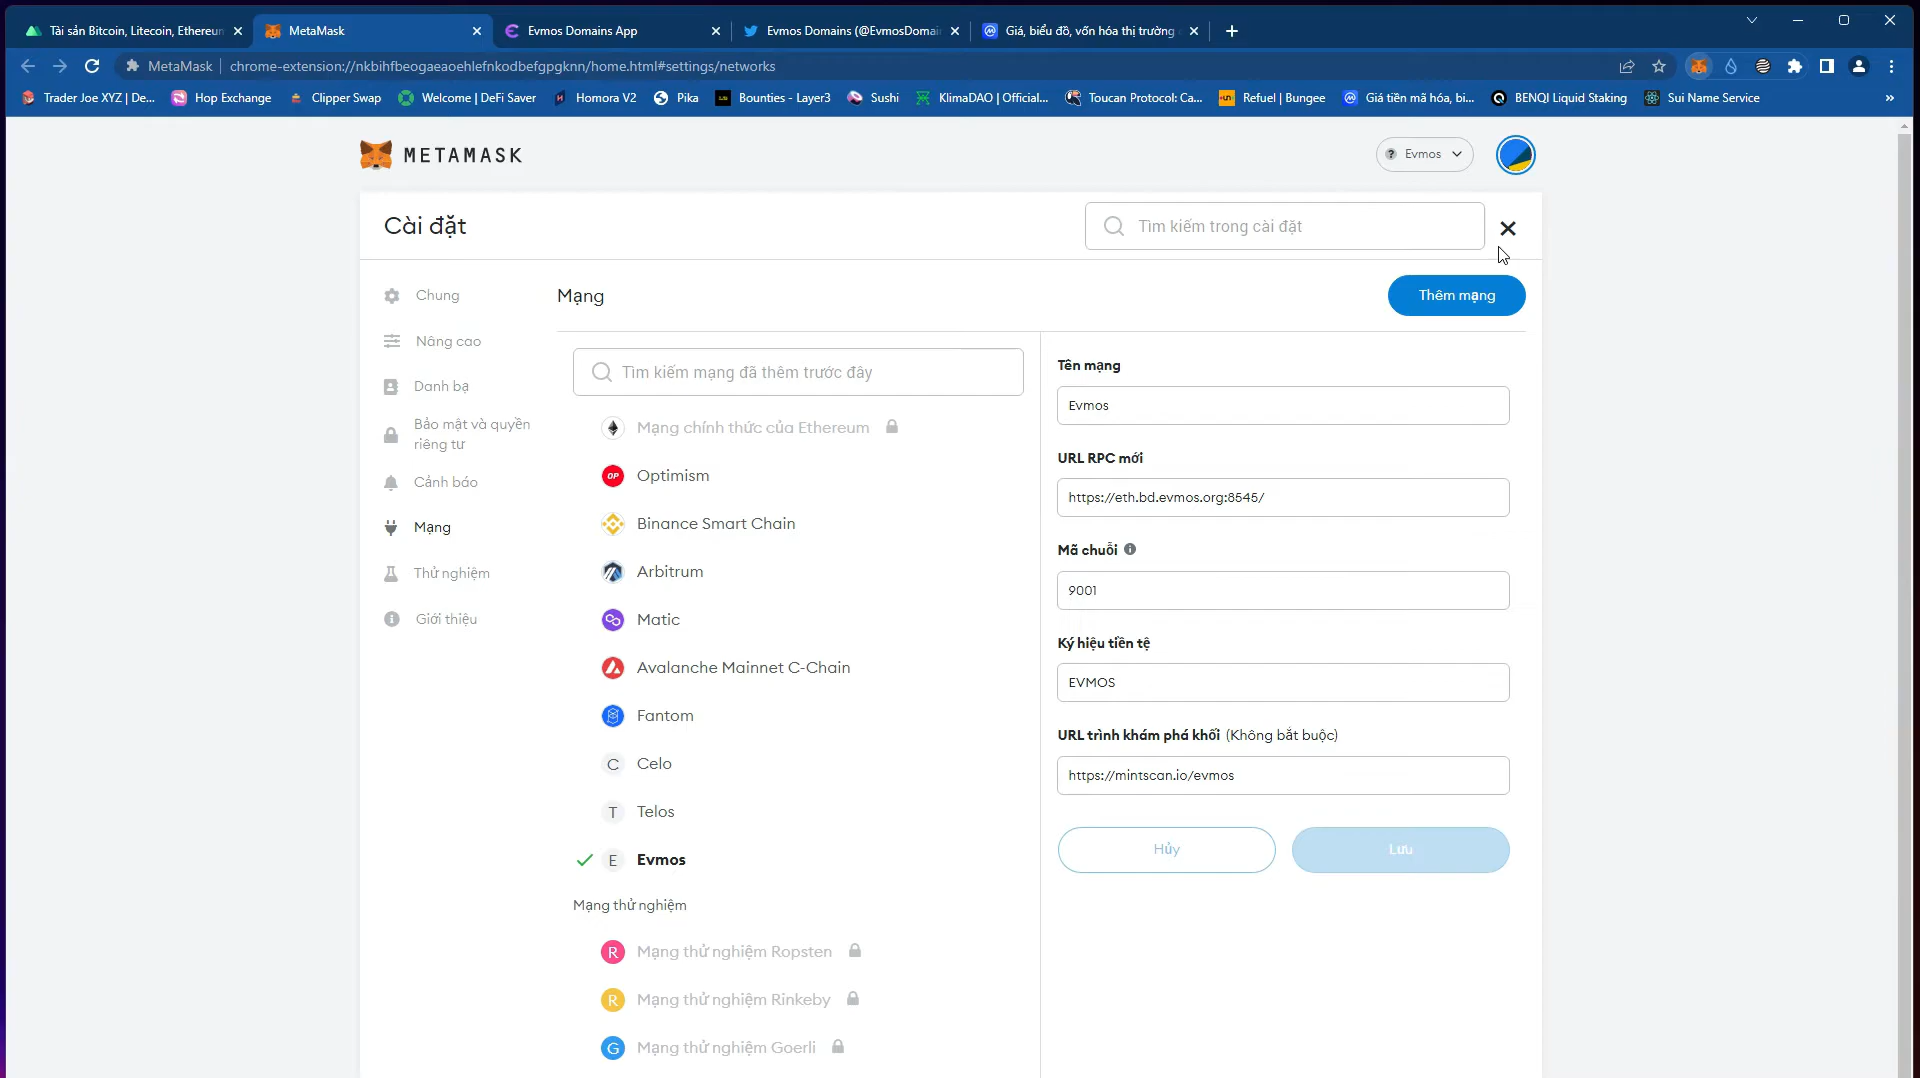 Tài sản Bitcoin, Litecoin, Ethereun
MetaMask
Evmos Domains App
Evmos Domains (@EvmosDomai
Giá, biểu đồ, vốn hóa thị trường
MetaMask
chrome-extension://nkbihfbeogaeaoehlefnkodbefgpgknn/home.html#settings/networks
Trader Joe XYZ | De...
Hop Exchange
Clipper Swap
Welcome | DeFi Saver
Homora V2
Pika
Bounties - Layer3
Sushi
KlimaDAO | Official...
Toucan Protocol: Ca...
Refuel | Bungee
Giá tiền mã hóa, bi...
BENQI Liquid Staking
Sui Name Service
»
METAMASK
? Evmos
Cài đặt
Tìm kiếm trong cài đặt
Chung
Nâng cao
Danh bạ
Bảo mật và quyền
riêng tư
Cảnh báo
Mạng
Thử nghiệm
Giới thiệu
Mạng
Thêm mạng
Tìm kiếm mạng đã thêm trước đây
Mạng chính thức của Ethereum
OP Optimism
Binance Smart Chain
Arbitrum
Matic
Avalanche Mainnet C-Chain
Fantom
C Celo
T Telos
E Evmos
Mạng thử nghiệm
R Mạng thử nghiệm Ropsten
R Mạng thử nghiệm Rinkeby
G Mạng thử nghiệm Goerli
Tên mạng
Evmos
URL RPC mới
https://eth.bd.evmos.org:8545/
Mã chuỗi
9001
Ký hiệu tiền tệ
EVMOS
URL trình khám phá khối (Không bắt buộc)
https://mintscan.io/evmos
Hủy
Lưu